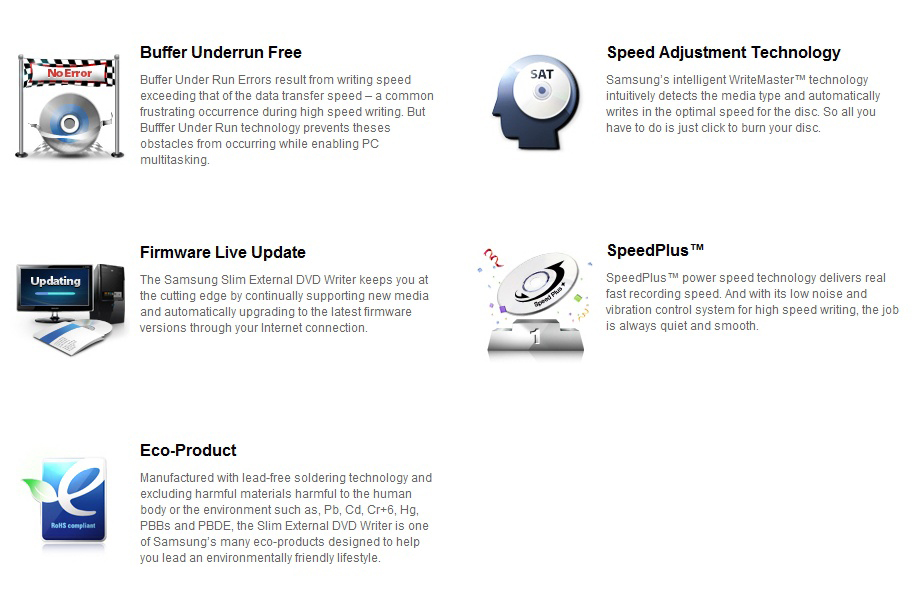 No Error
Buffer Underrun Free
Buffer Under Run Errors result from writing speed
exceeding that of the data transfer speed – a common
frustrating occurrence during high speed writing. But
Bufffer Under Run technology prevents theses
obstacles from occurring while enabling PC
multitasking.
SAT
Speed Adjustment Technology
Samsung's intelligent WriteMaster™ technology
intuitively detects the media type and automatically
writes in the optimal speed for the disc. So all you
have to do is just click to burn your disc.
Updating
Firmware Live Update
The Samsung Slim External DVD Writer keeps you at
the cutting edge by continually supporting new media
and automatically upgrading to the latest firmware
versions through your Internet connection.
Speed Plus +
1
SpeedPlus™
SpeedPlus™ power speed technology delivers real
fast recording speed. And with its low noise and
vibration control system for high speed writing, the job
is always quiet and smooth.
e
RoHS compliant
Eco-Product
Manufactured with lead-free soldering technology and
excluding harmful materials harmful to the human
body or the environment such as, Pb, Cd, Cr+6, Hg,
PBBs and PBDE, the Slim External DVD Writer is one
of Samsung's many eco-products designed to help
you lead an environmentally friendly lifestyle.